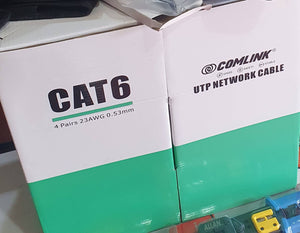 CAT6
4 Pairs 23AWG 0.53mm
COMLINK
UTP NETWORK CABLE